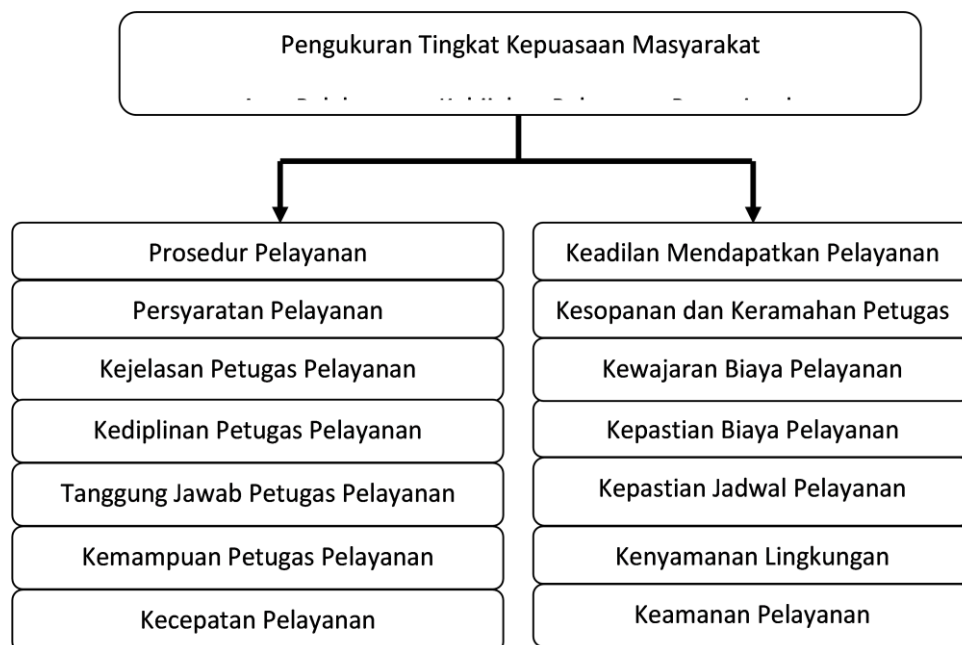 Pengukuran Tingkat Kepuasaan Masyarakat
Prosedur Pelayanan
Persyaratan Pelayanan
Kejelasan Petugas Pelayanan
Kediplinan Petugas Pelayanan
Tanggung Jawab Petugas Pelayanan
Kemampuan Petugas Pelayanan
Kecepatan Pelayanan
Keadilan Mendapatkan Pelayanan
Kesopanan dan Keramahan Petugas
Kewajaran Biaya Pelayanan
Kepastian Biaya Pelayanan
Kepastian Jadwal Pelayanan
Kenyamanan Lingkungan
Keamanan Pelayanan